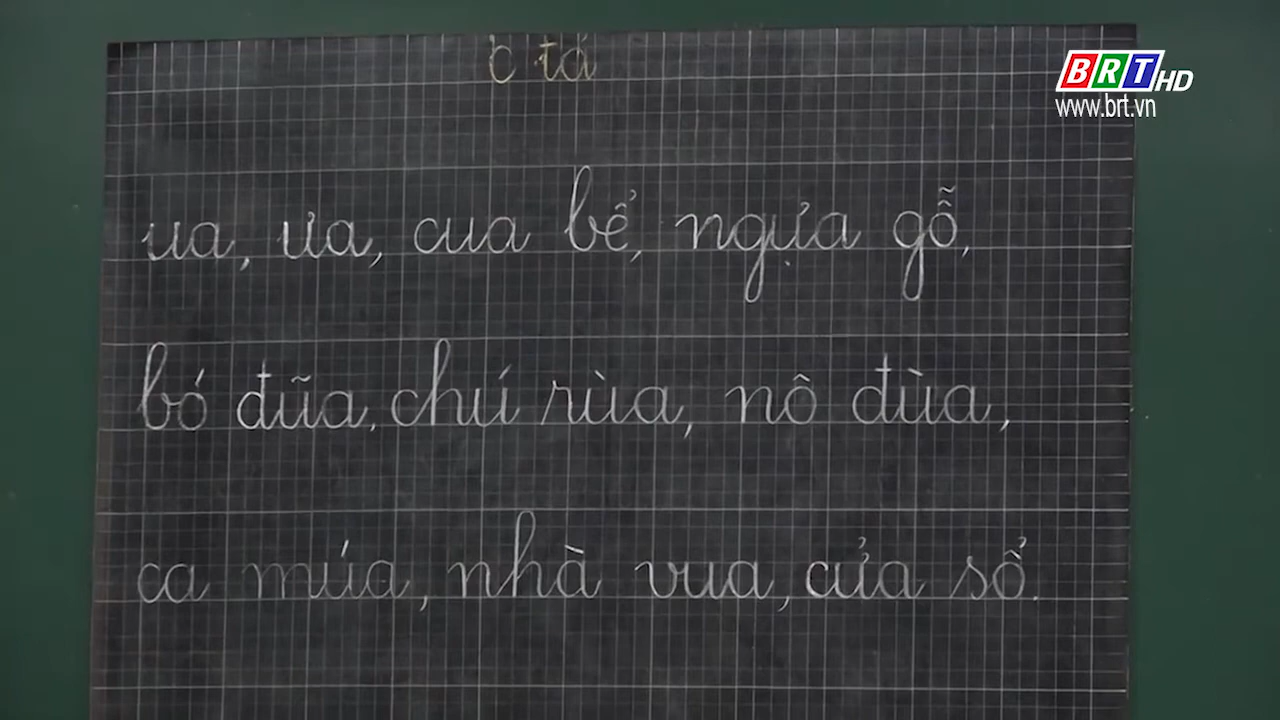 c tả
BRT HD
www.brt.vn
ua, ưa, cua bể, ngựa gỗ,
bó đũa, chú rùa, nô đùa,
ca múa, nhà vua, cửa sổ.